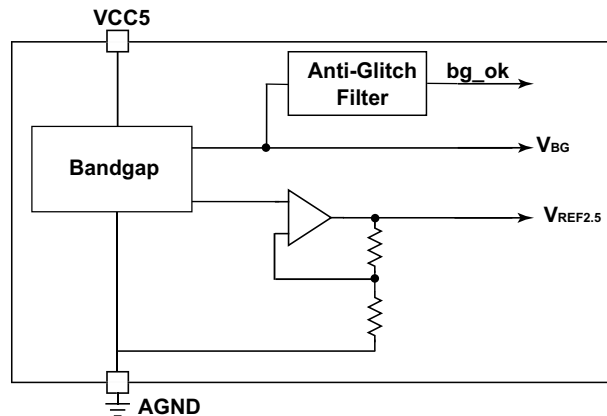 VCC5
Anti-Glitch
Filter
bg_ok
Bandgap
VBG
VREF2.5
AGND